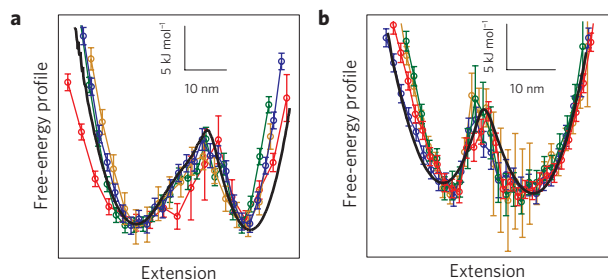 a
Free-energy profile
5 kJ mol⁻¹
10 nm
Extension
b
Free-energy profile
5 kJ mol⁻¹
10 nm
Extension